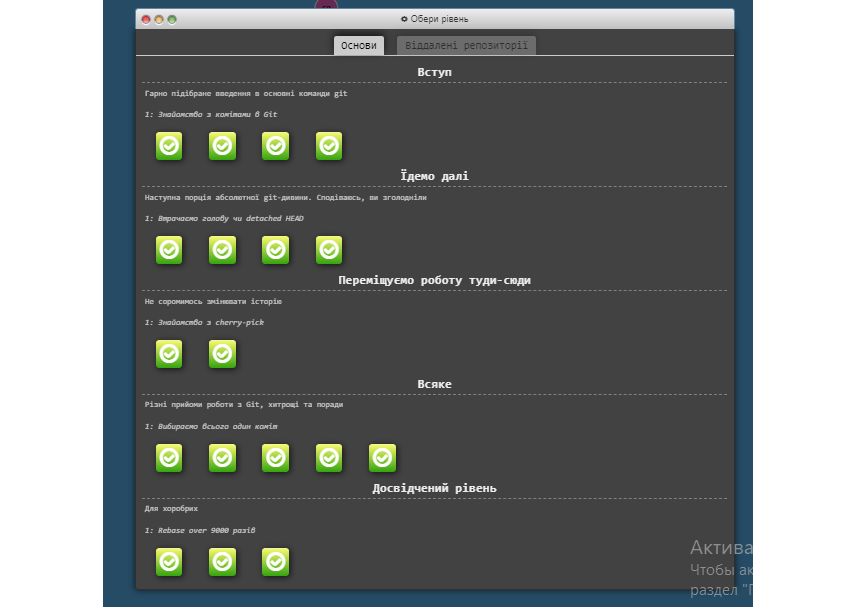 Обери рівень
Основи
Віддалені репозиторії
Вступ
Гарно підібране введення в основні команди git
1: Знайомство з комітами в Git
Їдемо далі
Наступна порція абсолютної git-дивини. Сподіваюсь, ви зголодніли
1: Втрачаємо голову чи detached HEAD
Переміщуємо роботу туди-сюди
Не соромимось змінювати історію
1: Знайомство з cherry-pick
Всяке
Різні прийоми роботи з Git, хитрощі та поради
1: Вибираємо всього один коміт
Досвідчений рівень
Для хоробрих
1: Rebase over 9000 разів
Актива
Чтобы ак
раздел "П